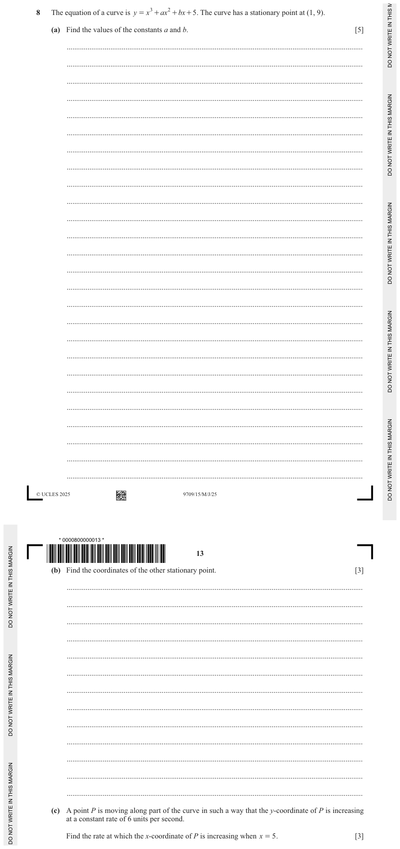 8 The equation of a curve is y = x³ + ax² + bx + 5. The curve has a stationary point at (1, 9).
(a) Find the values of the constants a and b. [5]
DO NOT WRITE IN THIS M
DO NOT WRITE IN THIS MARGIN
DO NOT WRITE IN THIS MARGIN
DO NOT WRITE IN THIS MARGIN
DO NOT WRITE IN THIS MARGIN
© UCLES 2025
9709/15/M/J/25
* 0000800000013 *
13
(b) Find the coordinates of the other stationary point. [3]
DO NOT WRITE IN THIS MARGIN
DO NOT WRITE IN THIS MARGIN
DO NOT WRITE IN THIS MARGIN
(c) A point P is moving along part of the curve in such a way that the y-coordinate of P is increasing
at a constant rate of 6 units per second.
Find the rate at which the x-coordinate of P is increasing when x = 5. [3]